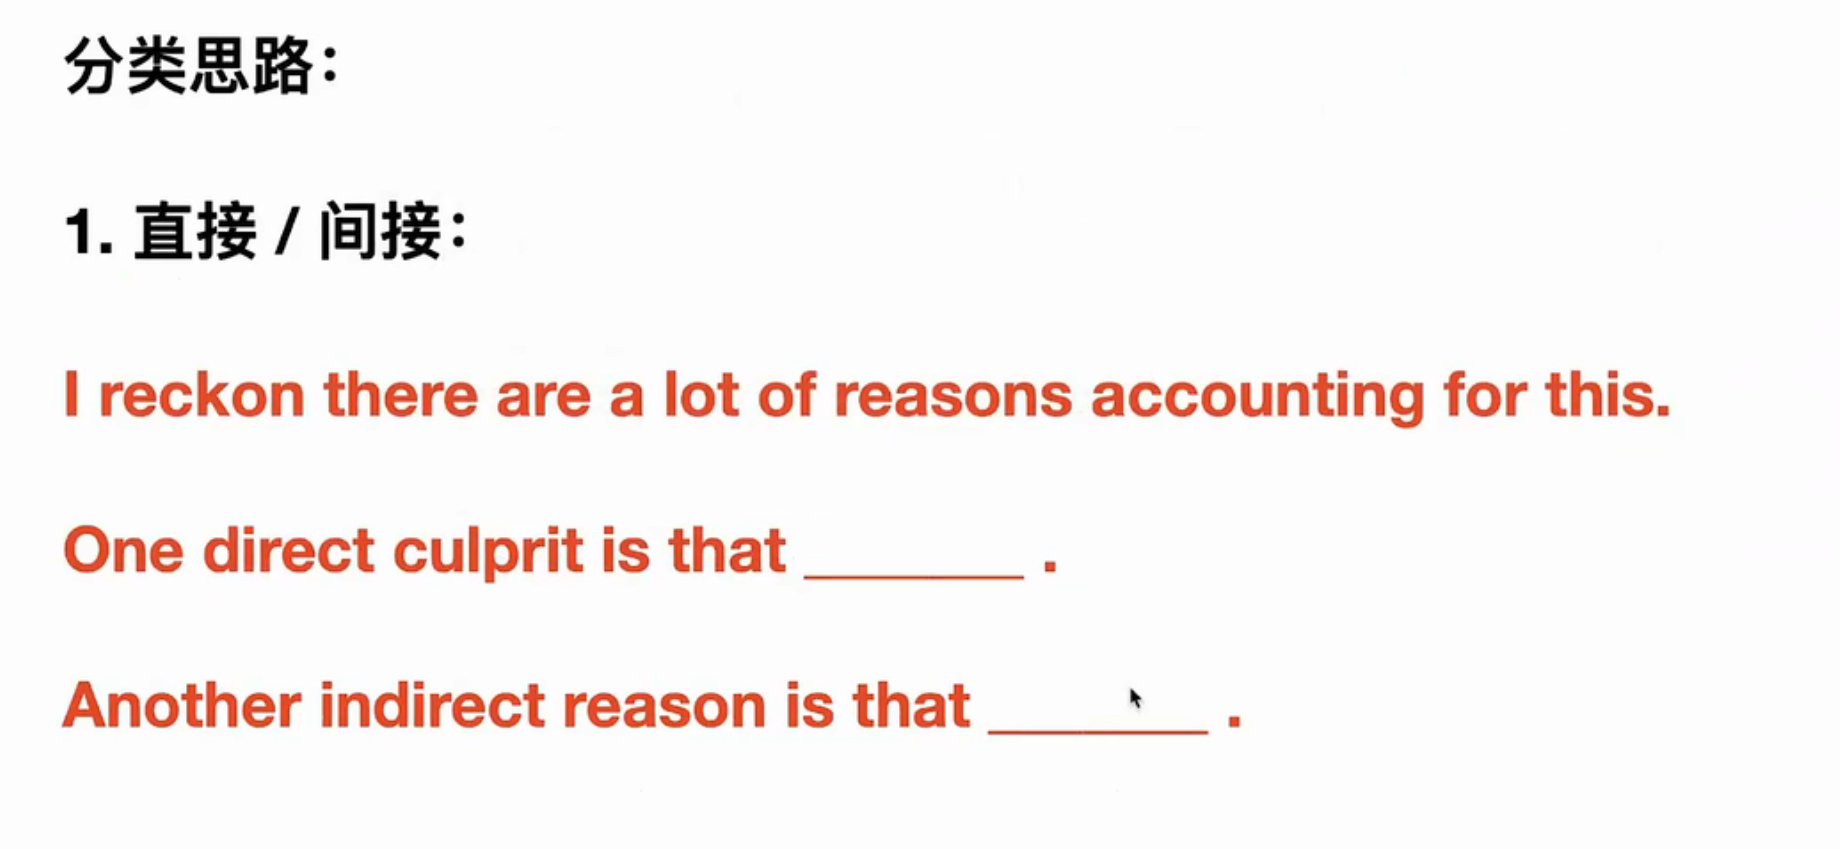 分类思路：
1. 直接 / 间接：
I reckon there are a lot of reasons accounting for this.
One direct culprit is that _______ .
Another indirect reason is that _______ .